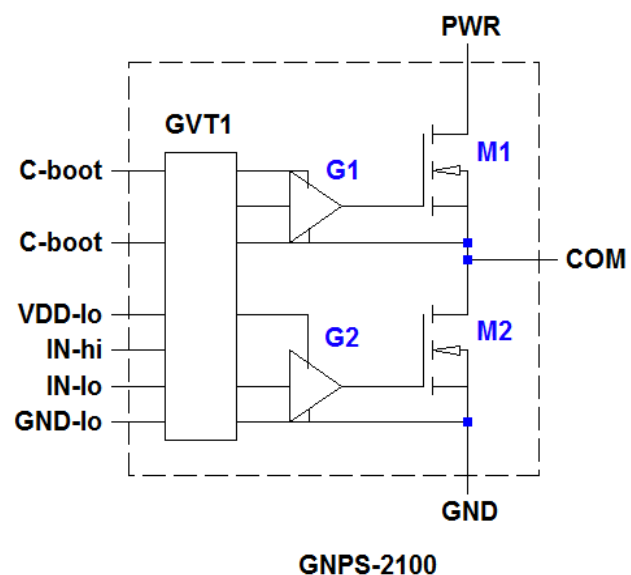 PWR
GVT1
M1
C-boot
G1
C-boot
COM
VDD-lo
M2
G2
IN-hi
IN-lo
GND-lo
GND
GNPS-2100